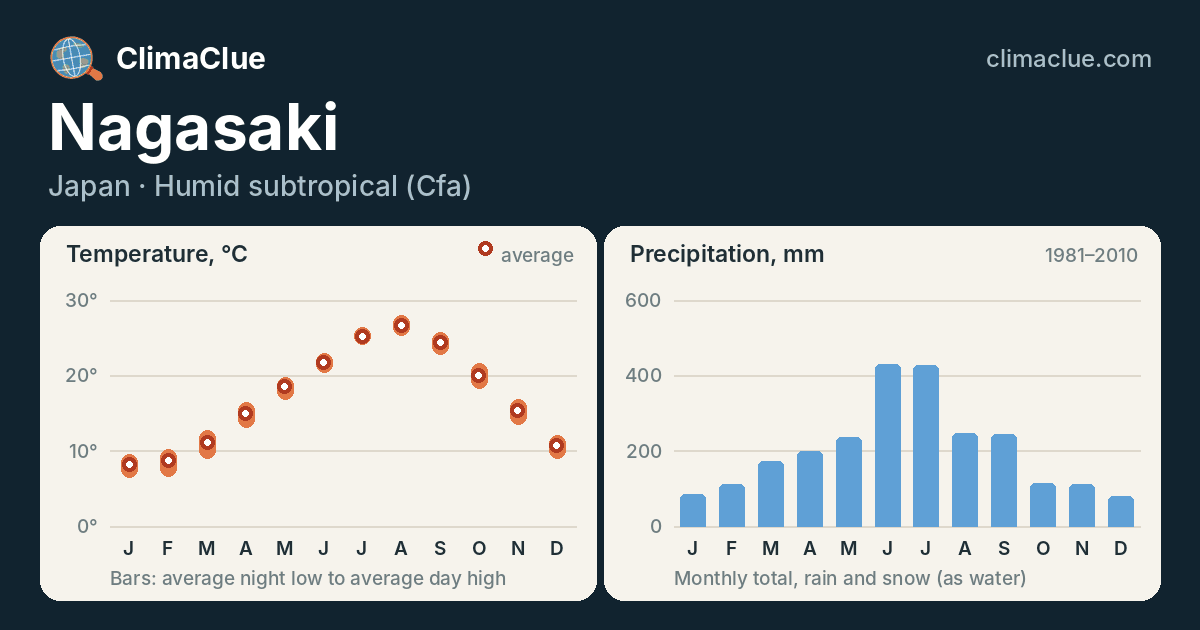 ClimaClue
climaclue.com
Nagasaki
Japan · Humid subtropical (Cfa)
Temperature, °C
average
30°
20°
10°
0°
J F M A M J J A S O N D
Bars: average night low to average day high
Precipitation, mm
1981–2010
600
400
200
0
J F M A M J J A S O N D
Monthly total, rain and snow (as water)